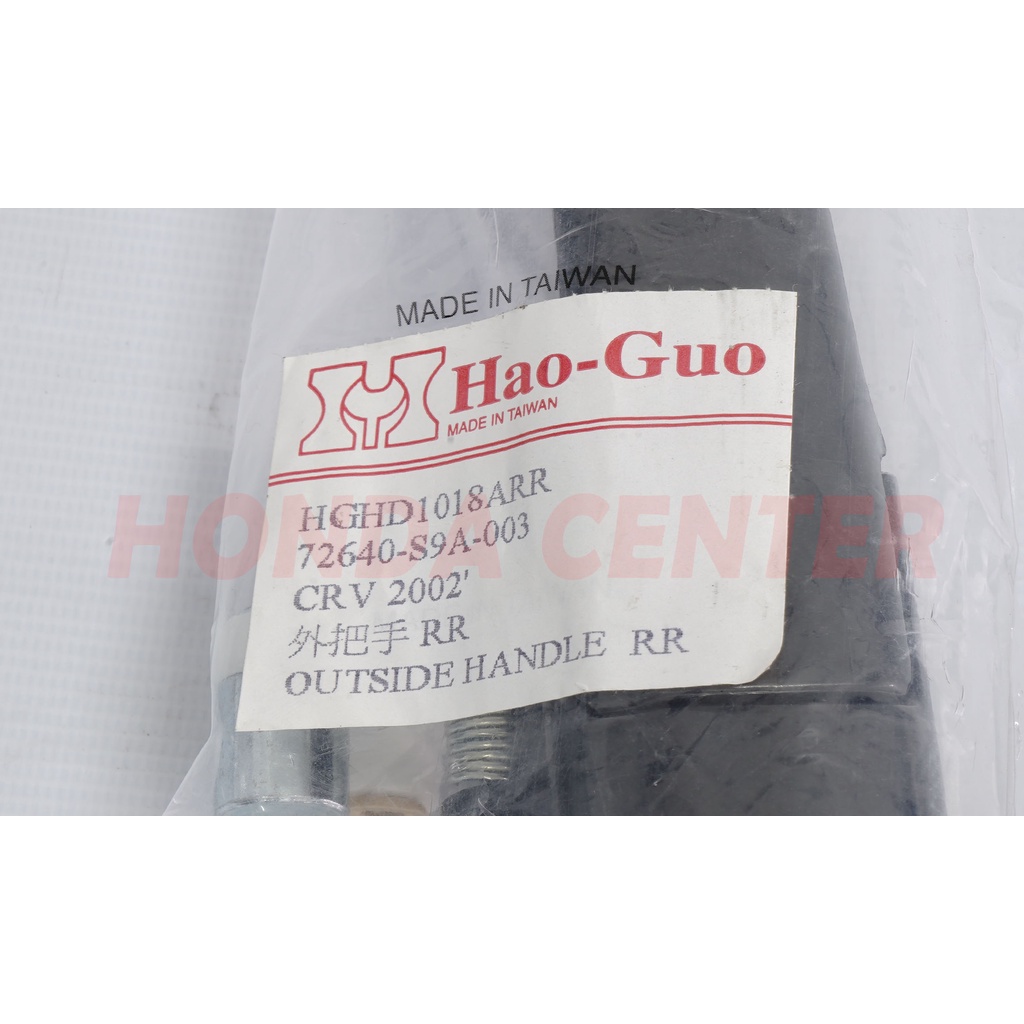 MADE IN TAIWAN
Hao-Guo
MADE IN TAIWAN
HGHD1018ARR
72640-S9A-003
HONDA CENTER
CRV 2002'
外把手 RR
OUTSIDE HANDLE RR